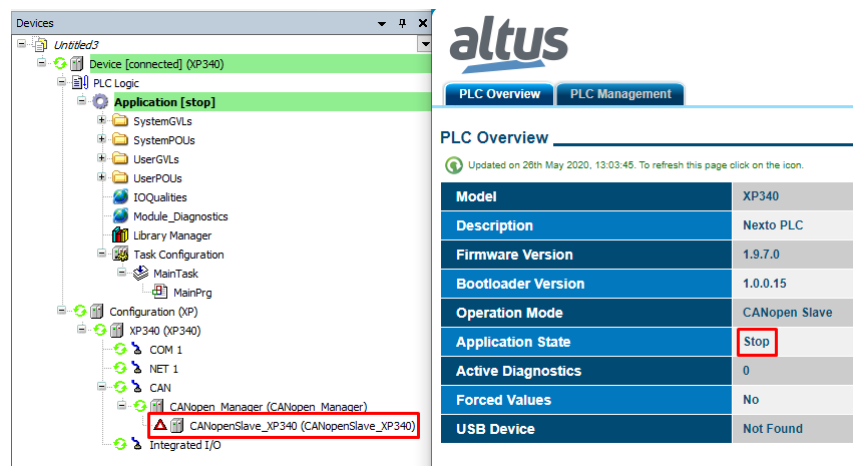 Devices
Untitled3
Device [connected] (XP340)
PLC Logic
Application [stop]
SystemGVLs
SystemPOUs
UserGVLs
UserPOUs
IOQualities
Module_Diagnostics
Library Manager
Task Configuration
MainTask
MainPrg
Configuration (XP)
XP340 (XP340)
COM 1
NET 1
CAN
CANopen_Manager (CANopen_Manager)
CANopenSlave_XP340 (CANopenSlave_XP340)
Integrated I/O
altus
PLC Overview PLC Management
PLC Overview
Updated on 26th May 2020, 13:03:45. To refresh this page click on the icon.
Model XP340
Description Nexto PLC
Firmware Version 1.9.7.0
Bootloader Version 1.0.0.15
Operation Mode CANopen Slave
Application State Stop
Active Diagnostics 0
Forced Values No
USB Device Not Found